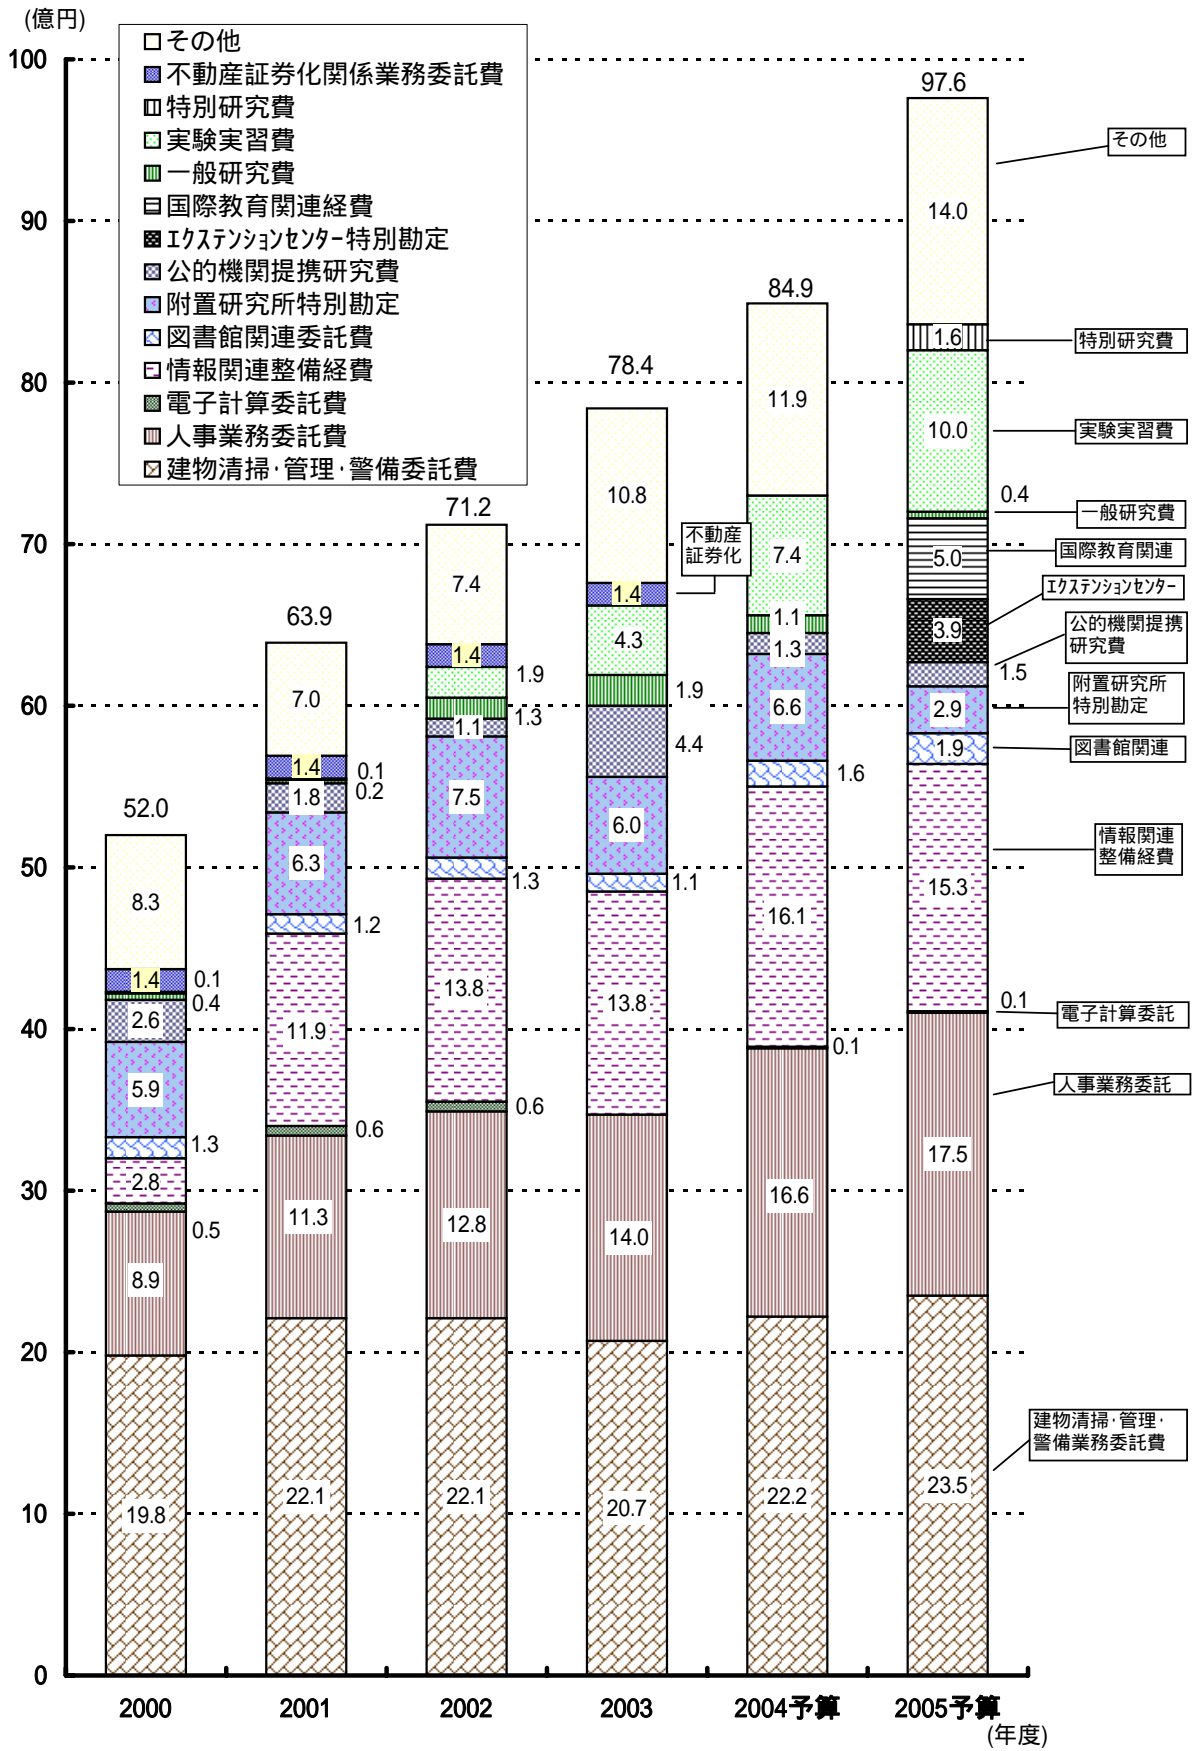 (億円)
100
90
80
70
60
50
40
30
20
10
0
その他
不動産証券化関係業務委託費
特別研究費
実験実習費
一般研究費
国際教育関連経費
ｴｸｽﾃﾝｼｮﾝｾﾝﾀｰ特別勘定
公的機関提携研究費
附置研究所特別勘定
図書館関連委託費
情報関連整備経費
電子計算委託費
人事業務委託費
建物清掃･管理･警備委託費
52.0
8.3
1.4
0.1
0.4
2.6
5.9
1.3
2.8
0.5
8.9
19.8
63.9
7.0
1.4
0.1
0.2
1.8
6.3
1.2
11.9
0.6
11.3
22.1
71.2
7.4
1.4
1.9
1.3
1.1
7.5
1.3
13.8
0.6
12.8
22.1
78.4
10.8
1.4
4.3
1.9
4.4
6.0
1.1
13.8
14.0
20.7
不動産
証券化
84.9
11.9
7.4
1.1
1.3
6.6
1.6
16.1
0.1
16.6
22.2
97.6
14.0
1.6
10.0
0.4
5.0
3.9
1.5
2.9
1.9
15.3
0.1
17.5
23.5
その他
特別研究費
実験実習費
一般研究費
国際教育関連
ｴｸｽﾃﾝｼｮﾝｾﾝﾀｰ
公的機関提携
研究費
附置研究所
特別勘定
図書館関連
情報関連
整備経費
電子計算委託
人事業務委託
建物清掃･管理･
警備業務委託費
2000
2001
2002
2003
2004予算
2005予算
(年度)